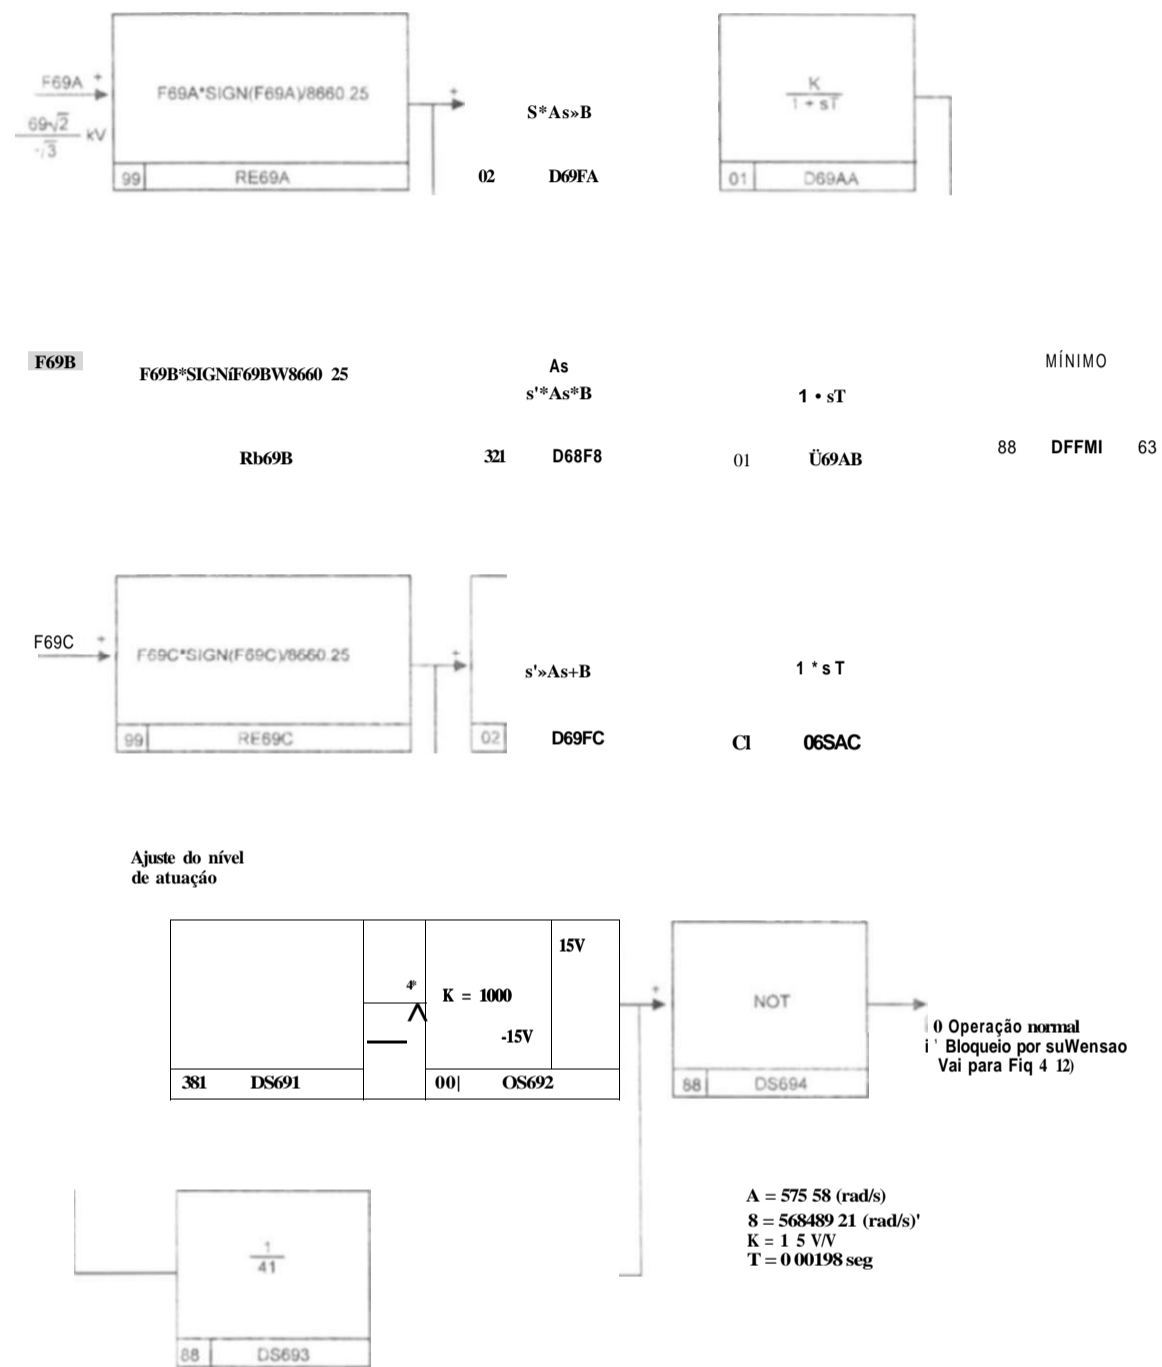 F69A +
69√2
-√3
kV
F69A*SIGN(F69A)/8660.25
99 RE69A
+
S*As»B
02 D69FA
K
1 + sT
01 D69AA
F69B
F69B*SIGNíF69BW8660 25
Rb69B
As
s'*As*B
321 D68F8
1 • sT
01 Ü69AB
MÍNIMO
88 DFFMI 63
F69C +
F69C*SIGN(F69C)/8660.25
99 RE69C
+
02 D69FC
s'»As+B
1 * s T
Cl 06SAC
Ajuste do nível
de atuaçáo
381 DS691
4*
K = 1000
15V
-15V
00| OS692
+
NOT
88 DS694
0 Operação normal
i ' Bloqueio por suWensao
Vai para Fiq 4 12)
1
41
88 DS693
A = 575 58 (rad/s)
8 = 568489 21 (rad/s)'
K = 1 5 V/V
T = 0 00198 seg